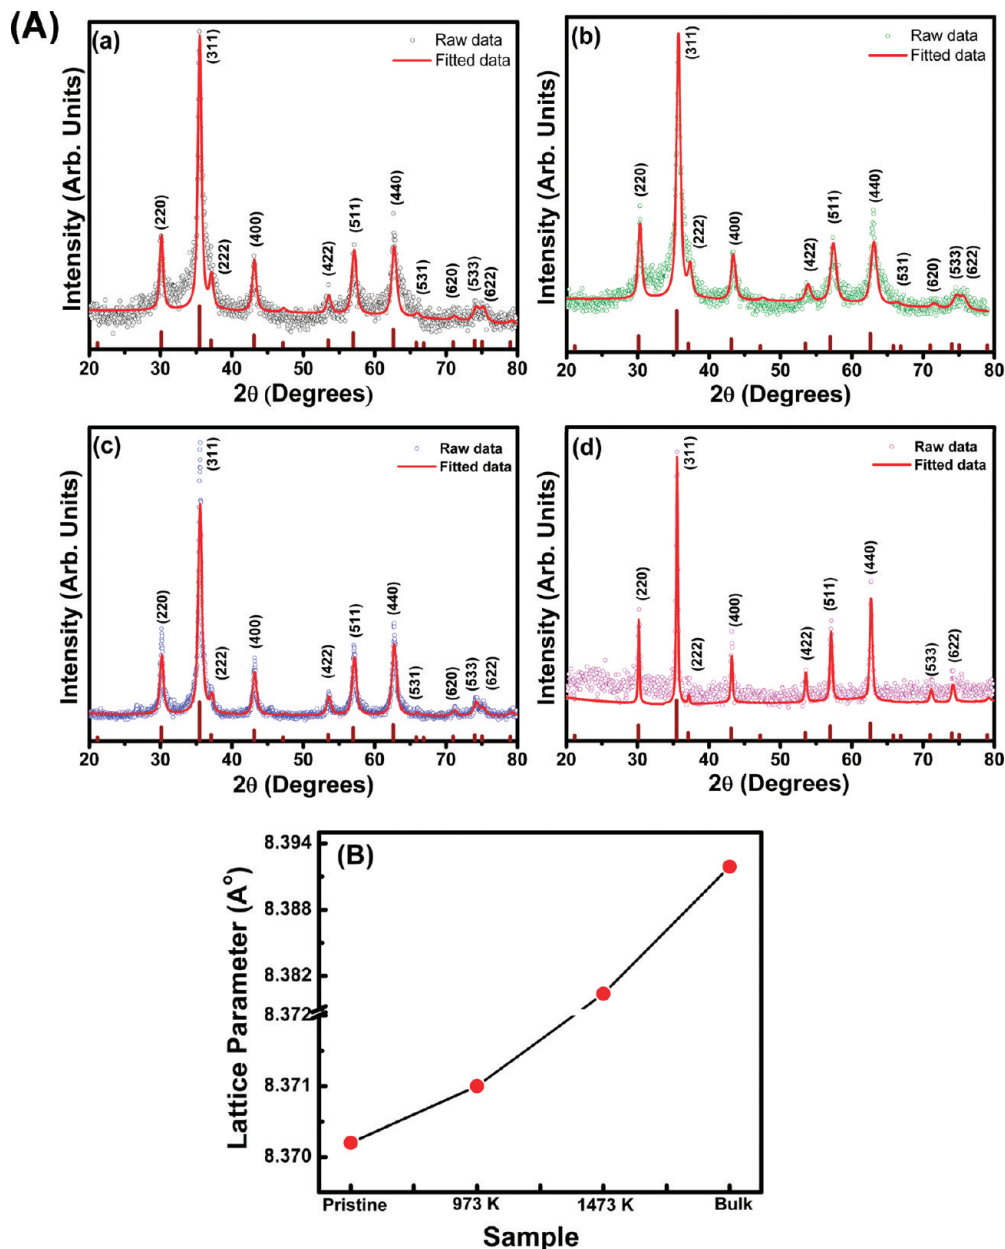 (A)
(a)
Raw data
Fitted data
(311)
(220)
(222)
(400)
(422)
(511)
(440)
(531)
(620)
(533)
(622)
Intensity (Arb. Units)
20 30 40 50 60 70 80
2θ (Degrees)
(b)
Raw data
Fitted data
(311)
(220)
(222)
(400)
(422)
(511)
(440)
(531)
(620)
(533)
(622)
Intensity (Arb. Units)
20 30 40 50 60 70 80
2θ (Degrees)
(c)
Raw data
Fitted data
(311)
(220)
(222)
(400)
(422)
(511)
(440)
(531)
(620)
(533)
(622)
Intensity (Arb. Units)
20 30 40 50 60 70 80
2θ (Degrees)
(d)
Raw data
Fitted data
(311)
(220)
(222)
(400)
(422)
(511)
(440)
(533)
(622)
Intensity (Arb. Units)
20 30 40 50 60 70 80
2θ (Degrees)
(B)
Lattice Parameter (A°)
8.394
8.388
8.382
8.372
8.371
8.370
Pristine 973 K 1473 K Bulk
Sample